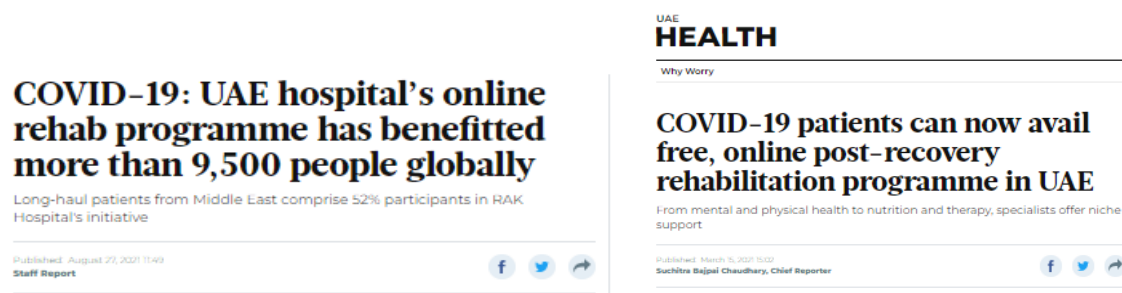 COVID-19: UAE hospital's online
rehab programme has benefitted
more than 9,500 people globally
Long-haul patients from Middle East comprise 52% participants in RAK
Hospital's initiative
Published: August 27, 2021 11:49
Staff Report
UAE
HEALTH
Why Worry
COVID-19 patients can now avail
free, online post-recovery
rehabilitation programme in UAE
From mental and physical health to nutrition and therapy, specialists offer niche
support
Published: March 15, 2021 15:02
Suchitra Bajpai Chaudhary, Chief Reporter